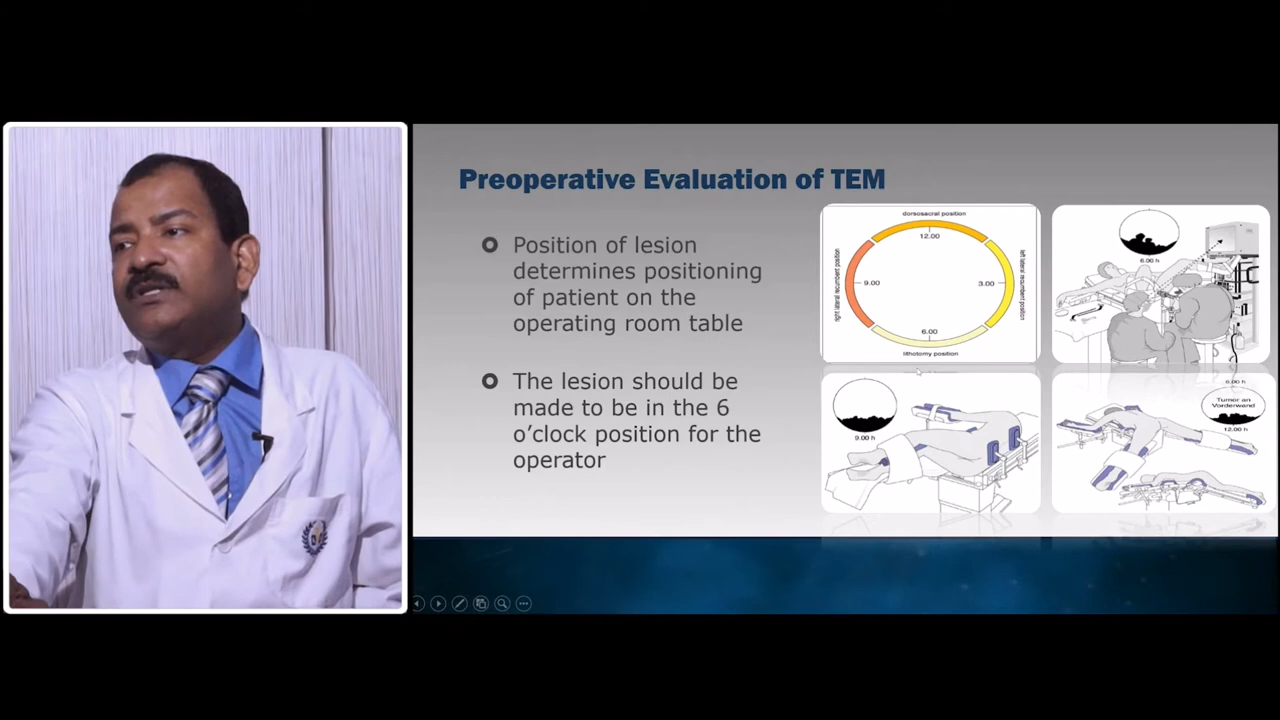 Preoperative Evaluation of TEM
Position of lesion
determines positioning
of patient on the
operating room table
The lesion should be
made to be in the 6
o'clock position for the
operator
dorsosacral position
12.00
right lateral recumbent position
9.00
3.00
left lateral recumbent position
6.00
lithotomy position
6.00 h
9.00 h
6.00 h
Tumor an
Vorderwand
12.00 h